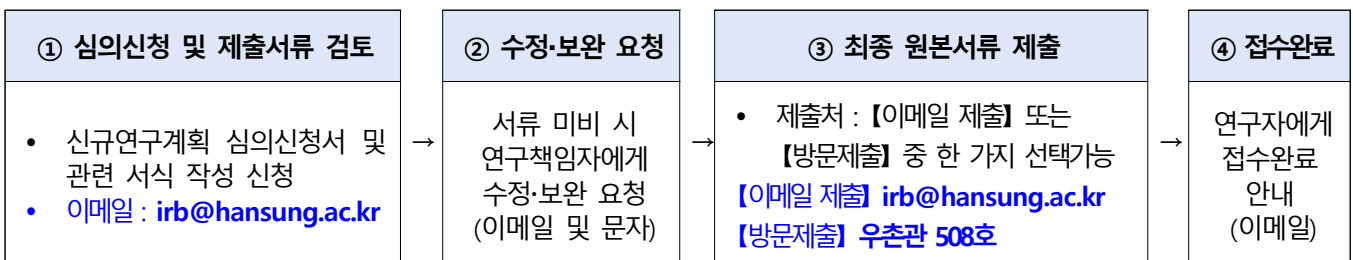 ① 심의신청 및 제출서류 검토
• 신규연구계획 심의신청서 및
관련 서식 작성 신청
• 이메일 : irb@hansung.ac.kr
→
② 수정·보완 요청
서류 미비 시
연구책임자에게
수정·보완 요청
(이메일 및 문자)
→
③ 최종 원본서류 제출
• 제출처 : 【이메일 제출】 또는
【방문제출】 중 한 가지 선택가능
【이메일 제출】 irb@hansung.ac.kr
【방문제출】 우촌관 508호
→
④ 접수완료
연구자에게
접수완료
안내
(이메일)